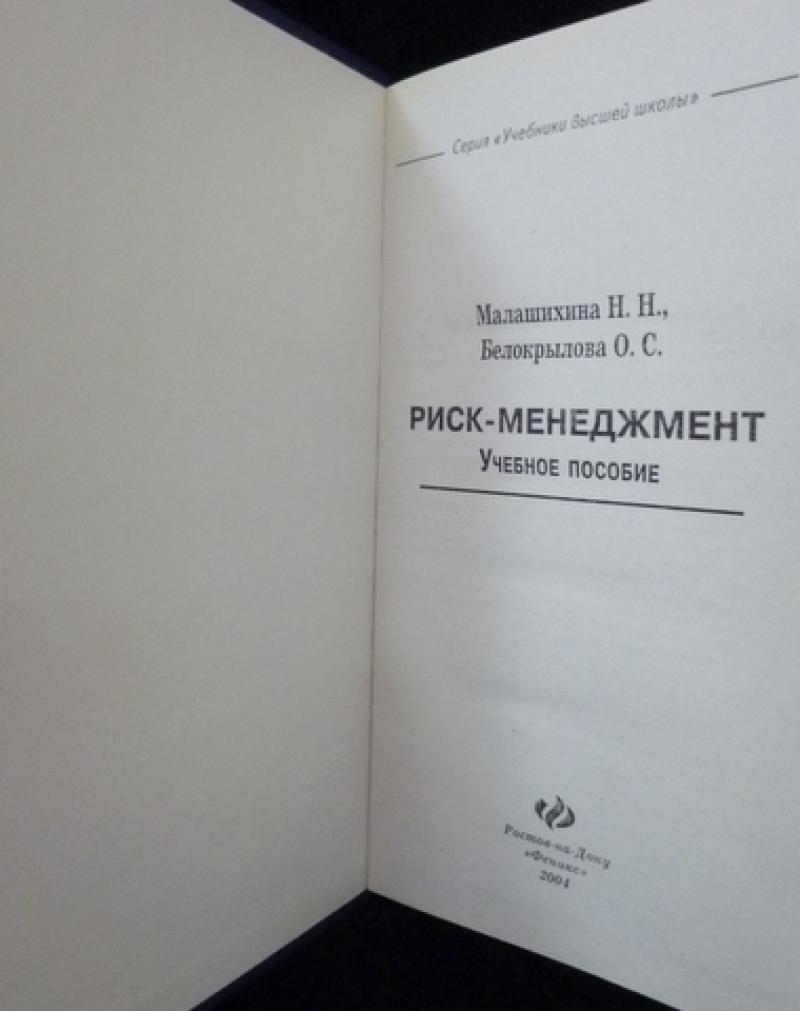 Серия «Учебники высшей школы»
Малашихина Н. Н.,
Белокрылова О. С.
РИСК-МЕНЕДЖМЕНТ
УЧЕБНОЕ ПОСОБИЕ
Ростов-на-Дону
«Феникс»
2004